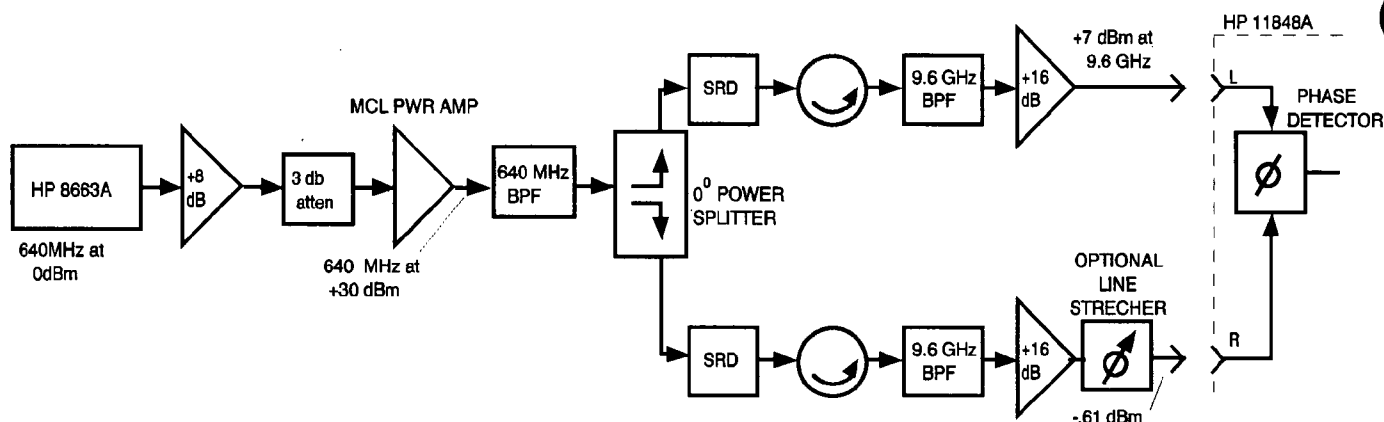 HP 11848A
+7 dBm at
9.6 GHz
L
PHASE
DETECTOR
ϕ
SRD
9.6 GHz
BPF
+16
dB
MCL PWR AMP
HP 8663A
640MHz at
0dBm
+8
dB
3 db
atten
640 MHz at
+30 dBm
640 MHz
BPF
0⁰ POWER
SPLITTER
OPTIONAL
LINE
STRECHER
ϕ
SRD
9.6 GHz
BPF
+16
dB
R
-.61 dBm